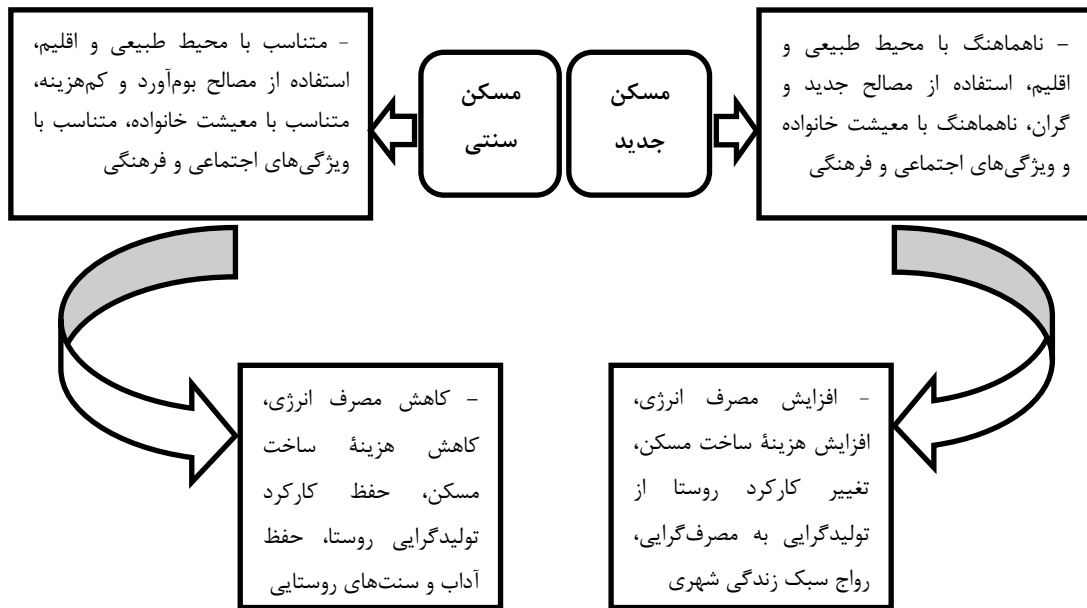 – ناهماهنگ با محیط طبیعی و
اقلیم، استفاده از مصالح جدید و
گران، ناهماهنگ با معیشت خانواده
و ویژگی‌های اجتماعی و فرهنگی
مسکن
جدید
مسکن
سنتی
– متناسب با محیط طبیعی و اقلیم،
استفاده از مصالح بوم‌آورد و کم‌هزینه،
متناسب با معیشت خانواده، متناسب با
ویژگی‌های اجتماعی و فرهنگی
– افزایش مصرف انرژی،
افزایش هزینهٔ ساخت مسکن،
تغییر کارکرد روستا از
تولیدگرایی به مصرف‌گرایی،
رواج سبک زندگی شهری
– کاهش مصرف انرژی،
کاهش هزینهٔ ساخت
مسکن، حفظ کارکرد
تولیدگرایی روستا، حفظ
آداب و سنت‌های روستایی